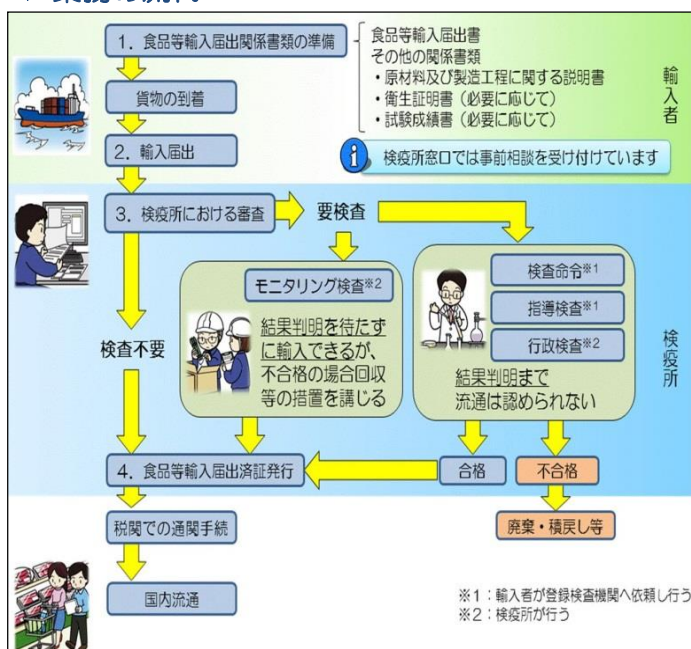 1．食品等輸入届出関係書類の準備
食品等輸入届出書
その他の関係書類
・原材料及び製造工程に関する説明書
・衛生証明書（必要に応じて）
・試験成績書（必要に応じて）
輸入者
貨物の到着
2．輸入届出
i 検疫所窓口では事前相談を受け付けています
3．検疫所における審査
要検査
モニタリング検査※2
結果判明を待たず
に輸入できるが、
不合格の場合回収
等の措置を講じる
検査命令※1
指導検査※1
行政検査※2
結果判明まで
流通は認められない
検疫所
検査不要
4．食品等輸入届出済証発行
合格
不合格
税関での通関手続
廃棄・積戻し等
国内流通
※1：輸入者が登録検査機関へ依頼し行う
※2：検疫所が行う